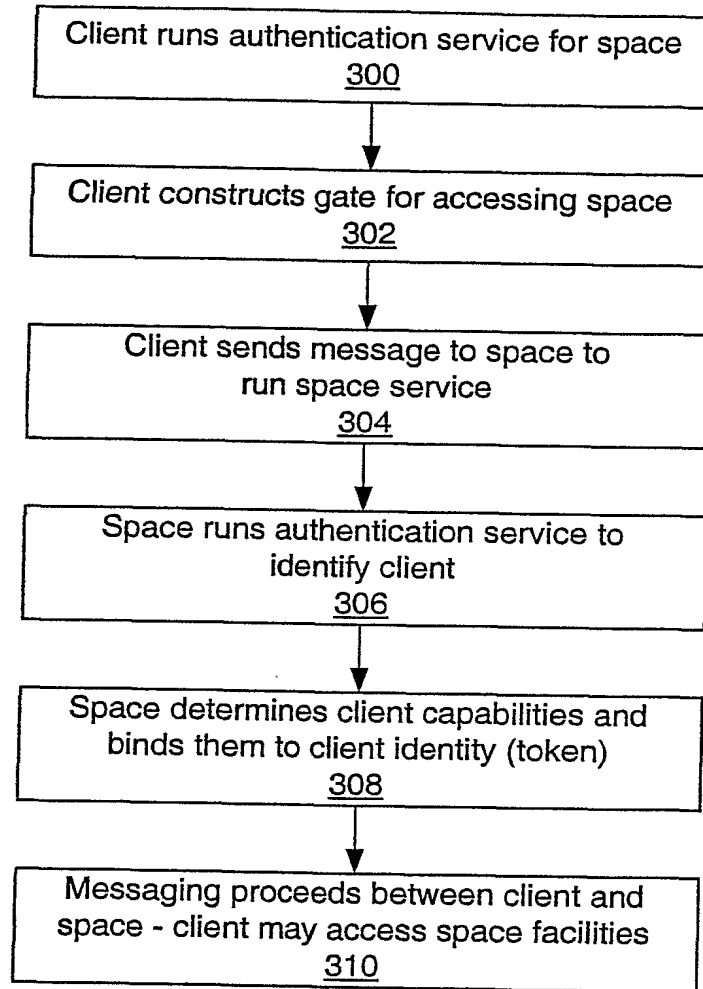 Client runs authentication service for space
300
Client constructs gate for accessing space
302
Client sends message to space to
run space service
304
Space runs authentication service to
identify client
306
Space determines client capabilities and
binds them to client identity (token)
308
Messaging proceeds between client and
space - client may access space facilities
310